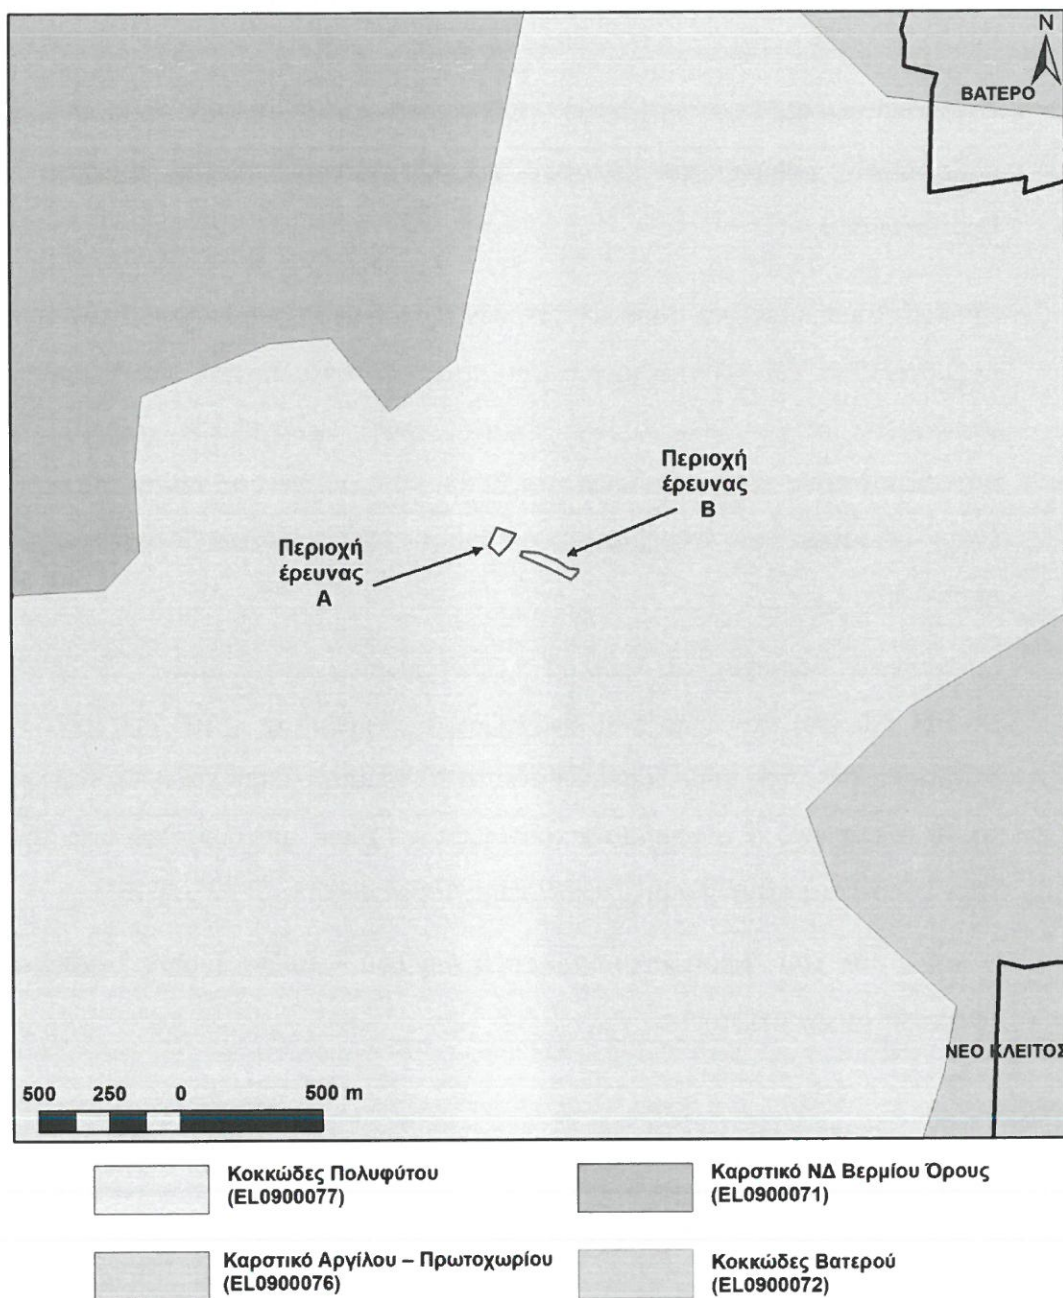 N
ΒΑΤΕΡΟ
Περιοχή
έρευνας
Β
Περιοχή
έρευνας
Α
ΝΕΟ ΚΛΕΙΤΟΣ
500 250 0 500 m
Κοκκώδες Πολυφύτου
(EL0900077)
Καρστικό ΝΔ Βερμίου Όρους
(EL0900071)
Καρστικό Αργίλου – Πρωτοχωρίου
(EL0900076)
Κοκκώδες Βατερού
(EL0900072)